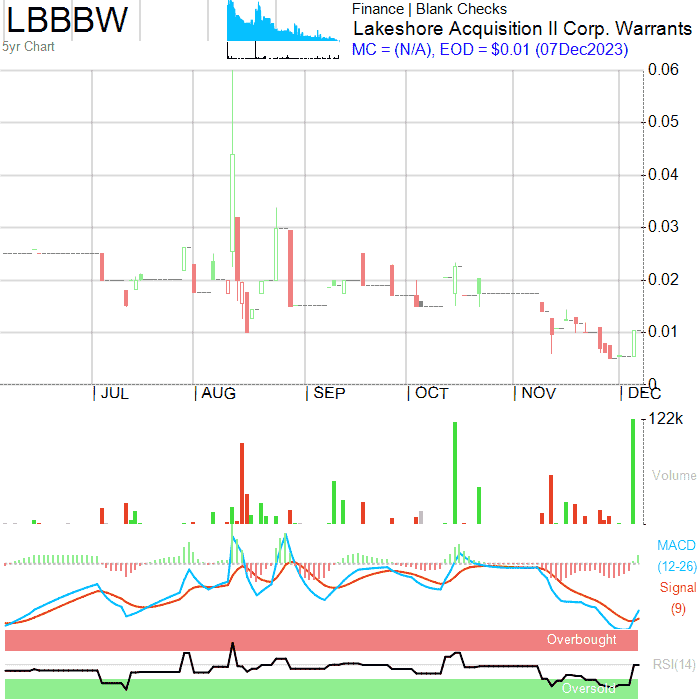 LBBBW
5yr Chart
Finance | Blank Checks
Lakeshore Acquisition II Corp. Warrants
MC = (N/A), EOD = $0.01 (07Dec2023)
0.06
0.05
0.04
0.03
0.02
0.01
0
| JUL | AUG | SEP | OCT | NOV | DEC
122k
Volume
MACD
(12-26)
Signal
(9)
Overbought
RSI(14)
Oversold